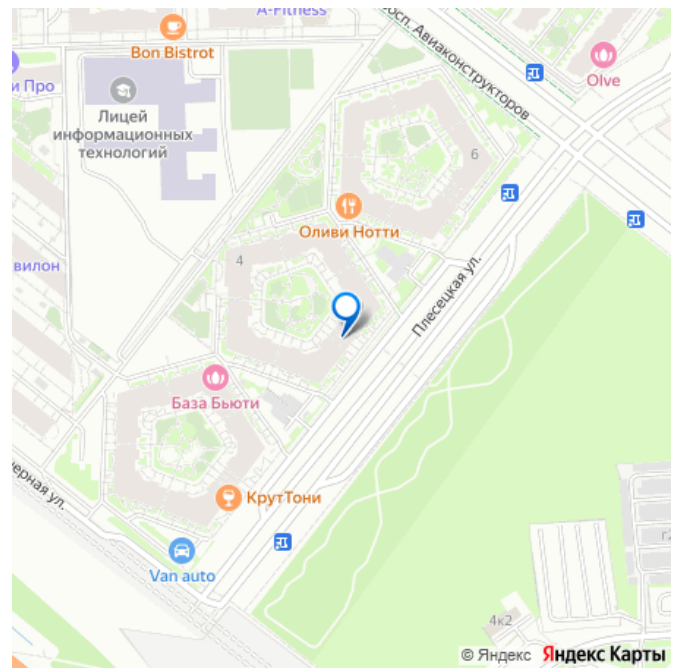 A-Fitness
Bon Bistrot
просп. Авиаконструкторов
Olve
и Про
Лицей
информационных
технологий
6
Оливи Нотти
4
вилон
Плесецкая ул.
База Бьюти
КрутТони
черная ул.
Van auto
4к2
© Яндекс Яндекс Карты